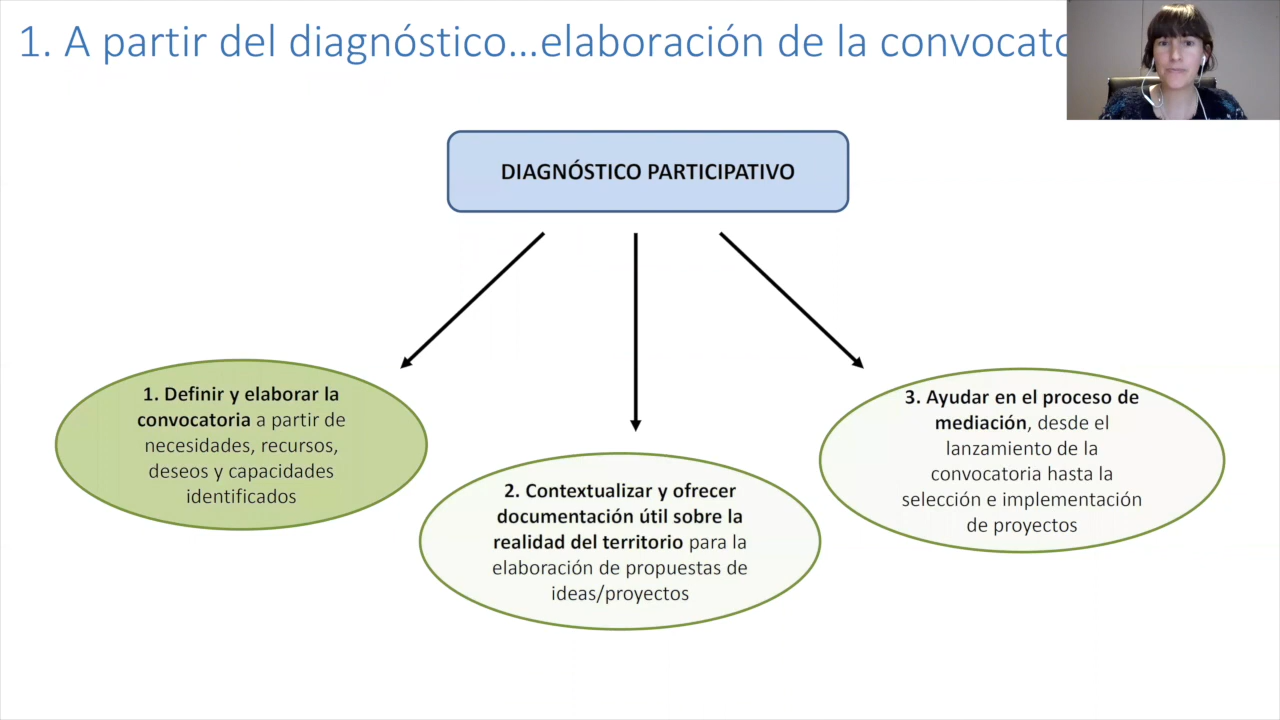 1. A partir del diagnóstico...elaboración de la
DIAGNÓSTICO PARTICIPATIVO
1. Definir y elaborar la
convocatoria a partir de
necesidades, recursos,
deseos y capacidades
identificados
2. Contextualizar y ofrecer
documentación útil sobre la
realidad del territorio para la
elaboración de propuestas de
ideas/proyectos
3. Ayudar en el proceso de
mediación, desde el
lanzamiento de la
convocatoria hasta la
selección e implementación
de proyectos